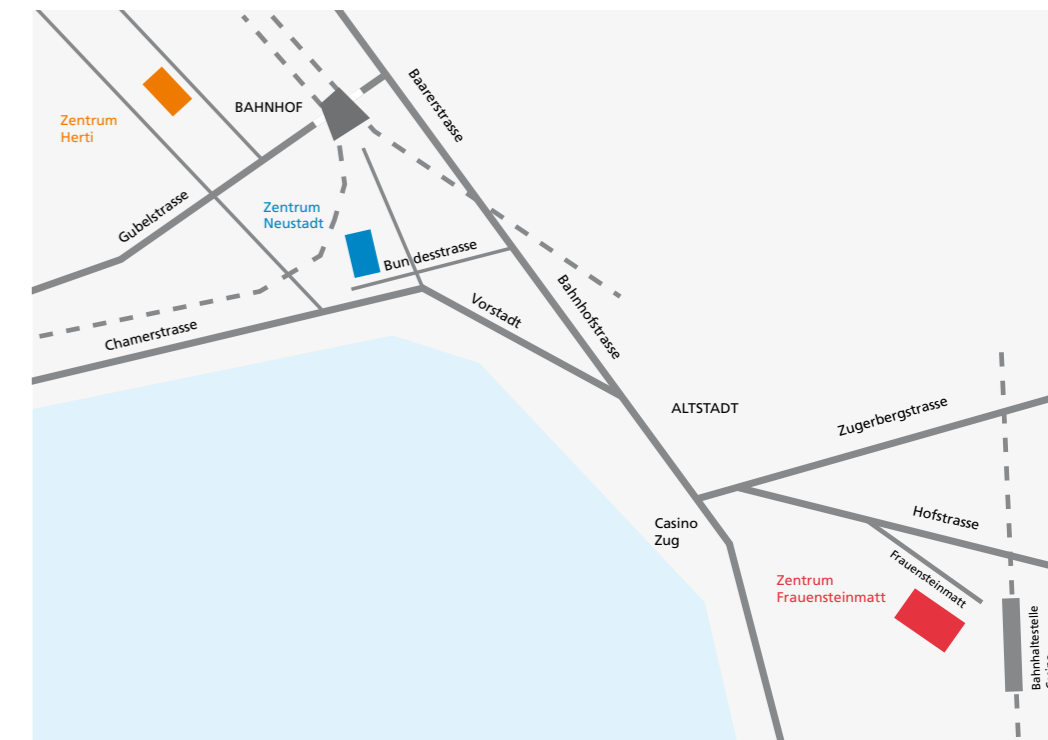 Baarerstrasse
BAHNHOF
Zentrum
Herti
Gubelstrasse
Zentrum
Neustadt
Bundesstrasse
Bahnhofstrasse
Vorstadt
Chamerstrasse
ALTSTADT
Zugerbergstrasse
Casino
Zug
Hofstrasse
Frauensteinmatt
Zentrum
Frauensteinmatt
Bahnhaltestelle